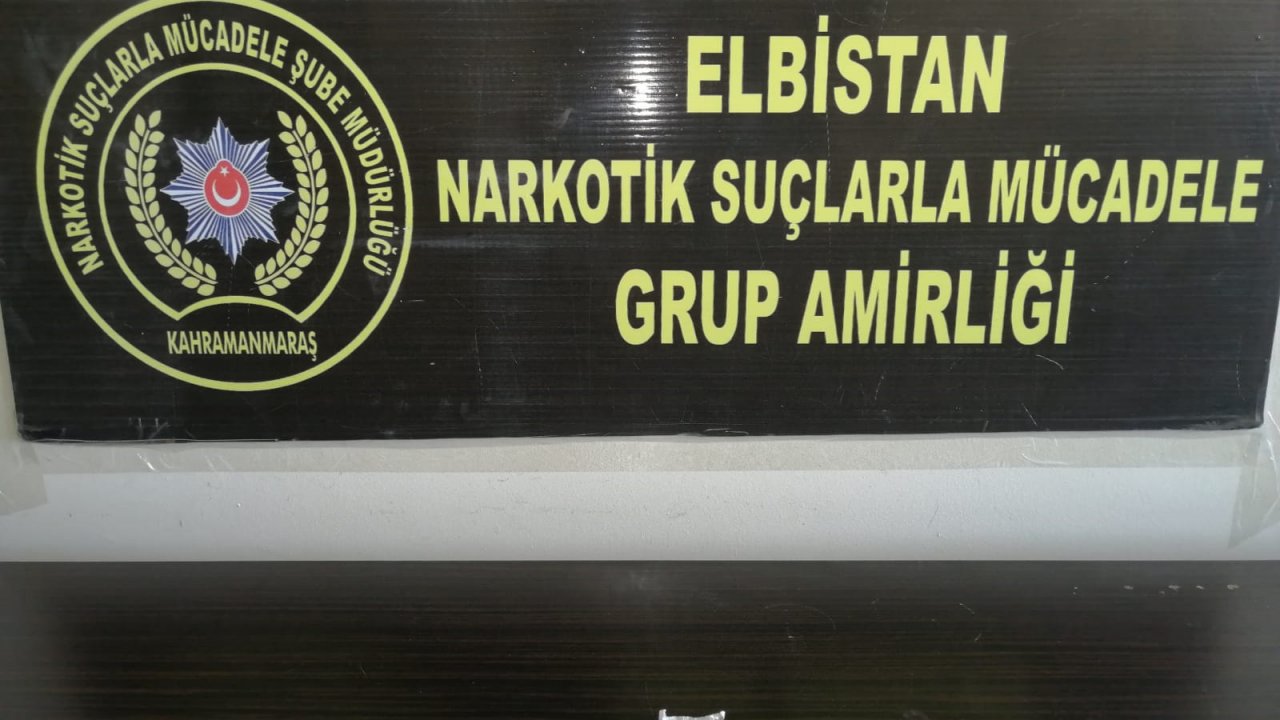 NARKOTİK SUÇLARLA MÜCADELE ŞUBE MÜDÜRLÜĞÜ
KAHRAMANMARAŞ
ELBİSTAN
NARKOTİK SUÇLARLA MÜCADELE
GRUP AMİRLİĞİ